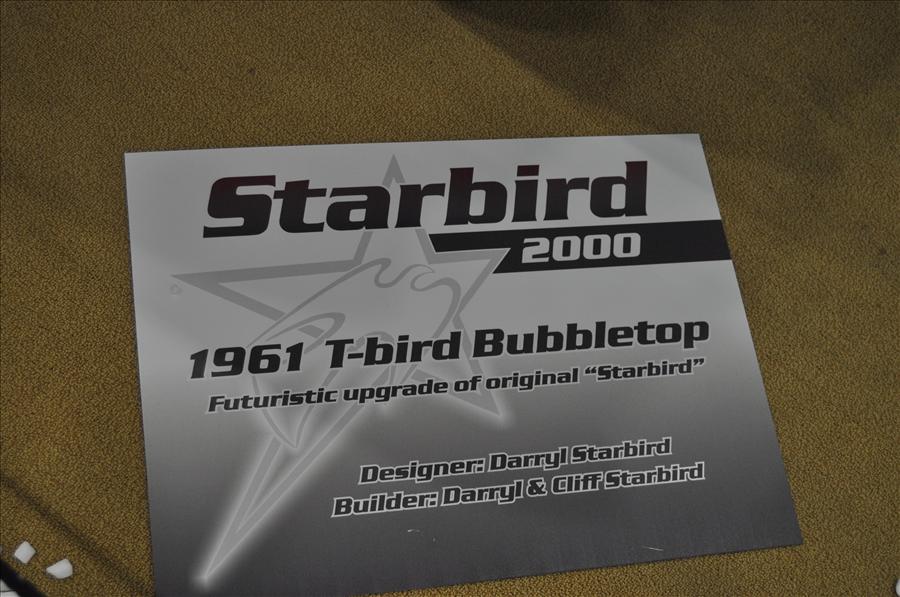 Starbird
2000
1961 T-bird Bubbletop
Futuristic upgrade of original “Starbird”
Designer: Darryl Starbird
Builder: Darryl & Cliff Starbird